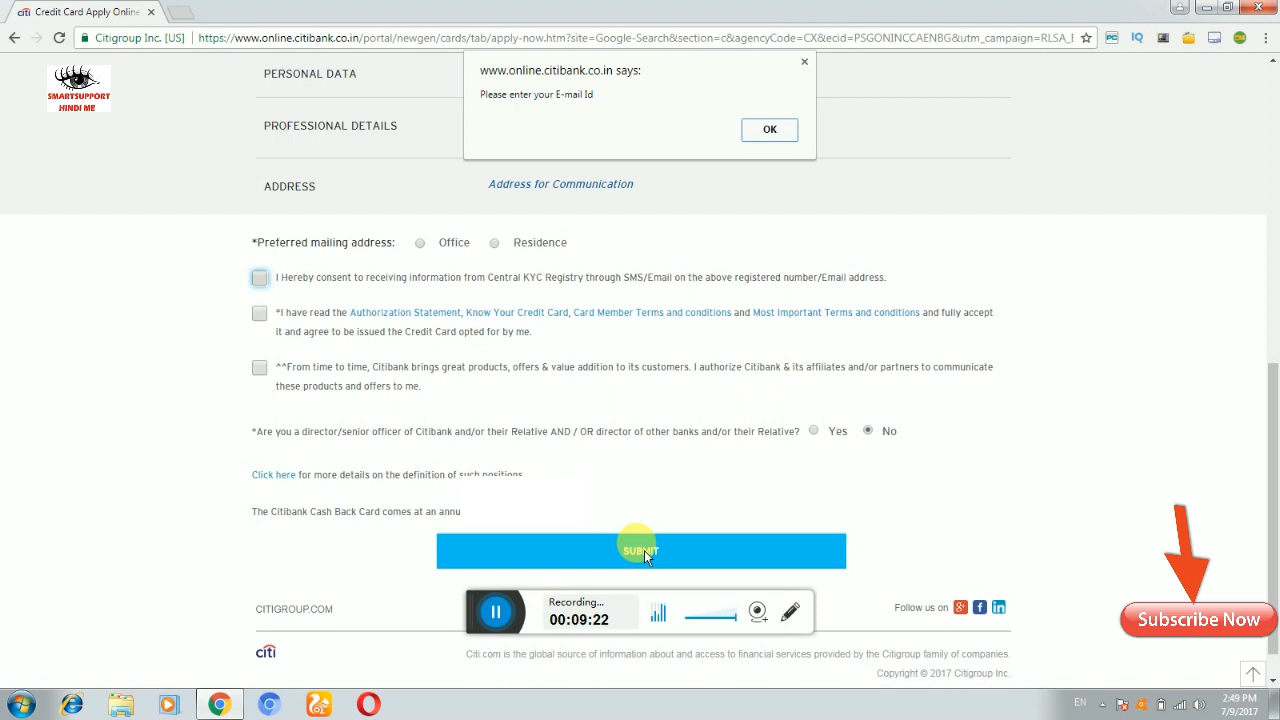 citi Credit Card Apply Online
Citigroup Inc. [US]
https://www.online.citibank.co.in/portal/newgen/cards/tab/apply-now.htm?site=Google-Search&section=c&agencyCode=CX&ecid=PSGONINCCAENBG&utm_campaign=RLSA_
PC
IQ
SMARTSUPPORT
HINDI ME
www.online.citibank.co.in says:
Please enter your E-mail Id
OK
PERSONAL DATA
PROFESSIONAL DETAILS
ADDRESS
Address for Communication
*Preferred mailing address: Office Residence
I Hereby consent to receiving information from Central KYC Registry through SMS/Email on the above registered number/Email address.
*I have read the Authorization Statement, Know Your Credit Card, Card Member Terms and conditions and Most Important Terms and conditions and fully accept
it and agree to be issued the Credit Card opted for by me.
^^From time to time, Citibank brings great products, offers & value addition to its customers. I authorize Citibank & its affiliates and/or partners to communicate
these products and offers to me.
*Are you a director/senior officer of Citibank and/or their Relative AND / OR director of other banks and/or their Relative? Yes No
Click here for more details on the definition of such positions
The Citibank Cash Back Card comes at an annu
SUBMIT
Recording...
00:09:22
CITIGROUP.COM
Follow us on
Subscribe Now
citi
Citi.com is the global source of information about and access to financial services provided by the Citigroup family of companies.
Copyright © 2017 Citigroup Inc.
EN
2:49 PM
7/9/2017